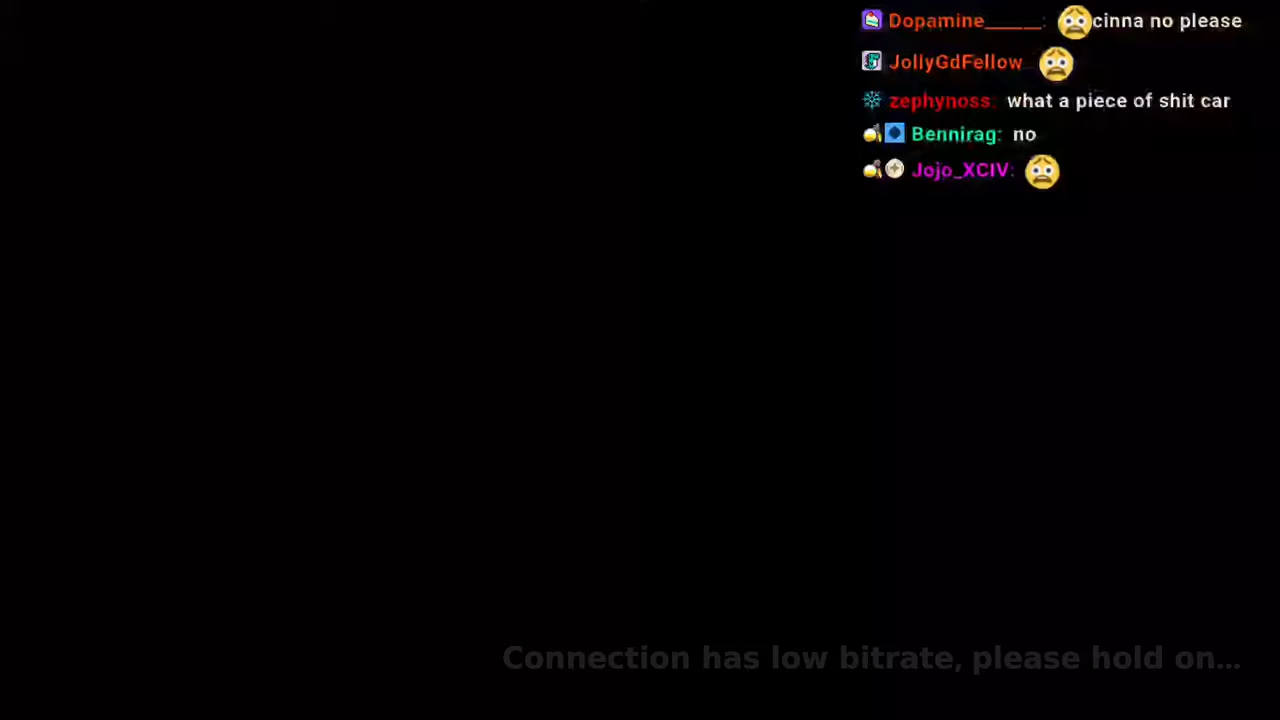 Dopamine______: cinna no please
JollyGdFellow
zephynoss: what a piece of shit car
Bennirag: no
Jojo_XCIV:
Connection has low bitrate, please hold on...